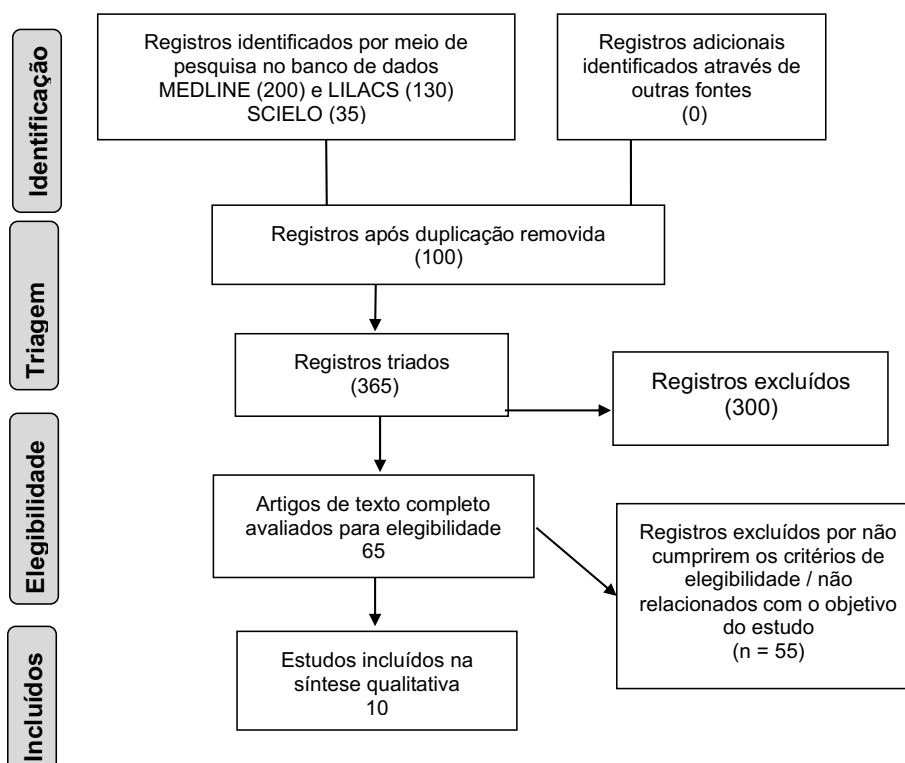 Identificação
Registros identificados por meio de
pesquisa no banco de dados
MEDLINE (200) e LILACS (130)
SCIELO (35)
Registros adicionais
identificados através de
outras fontes
(0)
Triagem
Registros após duplicação removida
(100)
Registros triados
(365)
Registros excluídos
(300)
Elegibilidade
Artigos de texto completo
avaliados para elegibilidade
65
Registros excluídos por não
cumprirem os critérios de
elegibilidade / não
relacionados com o objetivo
do estudo
(n = 55)
Incluídos
Estudos incluídos na
síntese qualitativa
10